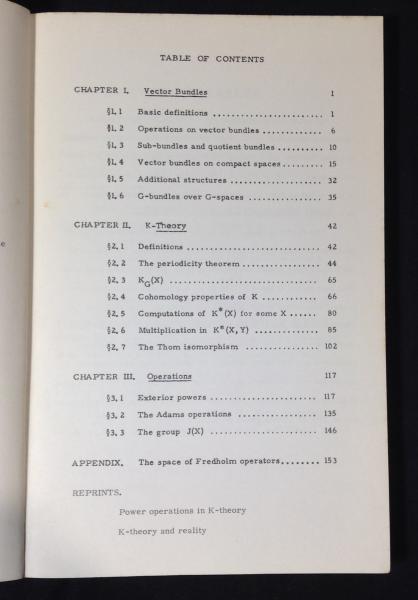 TABLE OF CONTENTS
CHAPTER I. Vector Bundles 1
§1. 1 Basic definitions ........................ 1
§1. 2 Operations on vector bundles ............. 6
§1. 3 Sub-bundles and quotient bundles .......... 10
§1. 4 Vector bundles on compact spaces ......... 15
§1. 5 Additional structures .................... 32
§1. 6 G-bundles over G-spaces ................. 35
CHAPTER II. K-Theory 42
§2. 1 Definitions ............................. 42
§2. 2 The periodicity theorem ................. 44
§2. 3 K_G(X) ................................ 65
§2. 4 Cohomology properties of K ............. 66
§2. 5 Computations of K*(X) for some X ...... 80
§2. 6 Multiplication in K*(X, Y) .............. 85
§2. 7 The Thom isomorphism ................. 102
CHAPTER III. Operations 117
§3. 1 Exterior powers ....................... 117
§3. 2 The Adams operations ................. 135
§3. 3 The group J(X) ....................... 146
APPENDIX. The space of Fredholm operators ........ 153
REPRINTS.
Power operations in K-theory
K-theory and reality
e